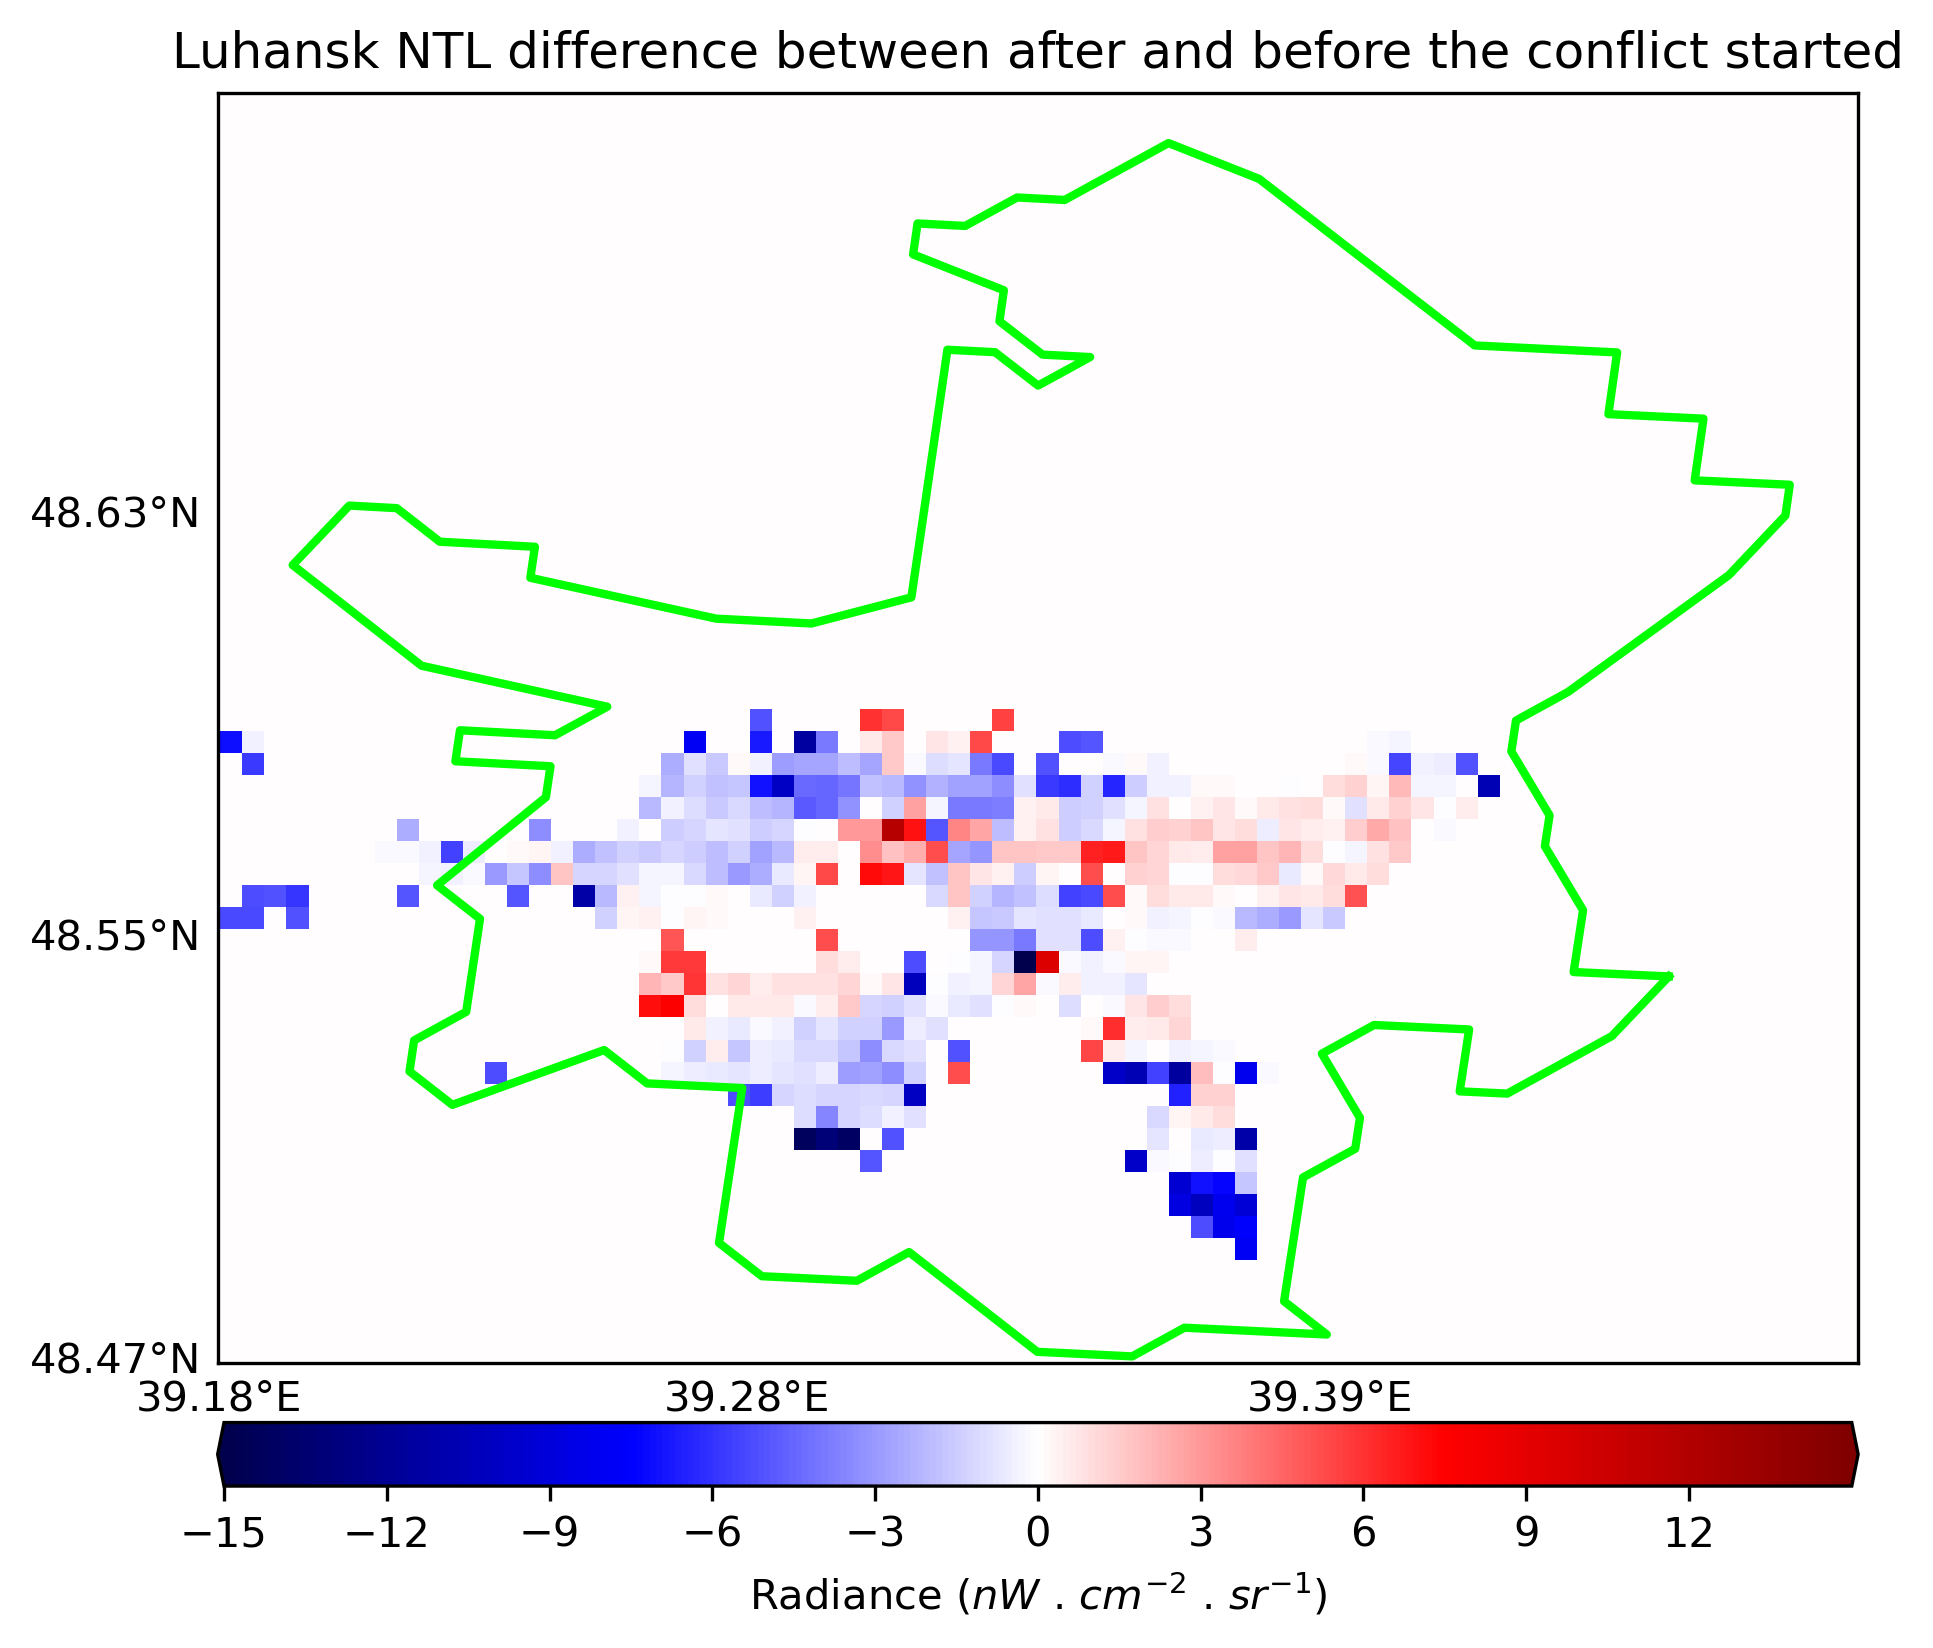 Luhansk NTL difference between after and before the conflict started
48.63°N
48.55°N
48.47°N
39.18°E 39.28°E 39.39°E
−15 −12 −9 −6 −3 0 3 6 9 12
Radiance (nW . cm⁻² . sr⁻¹)